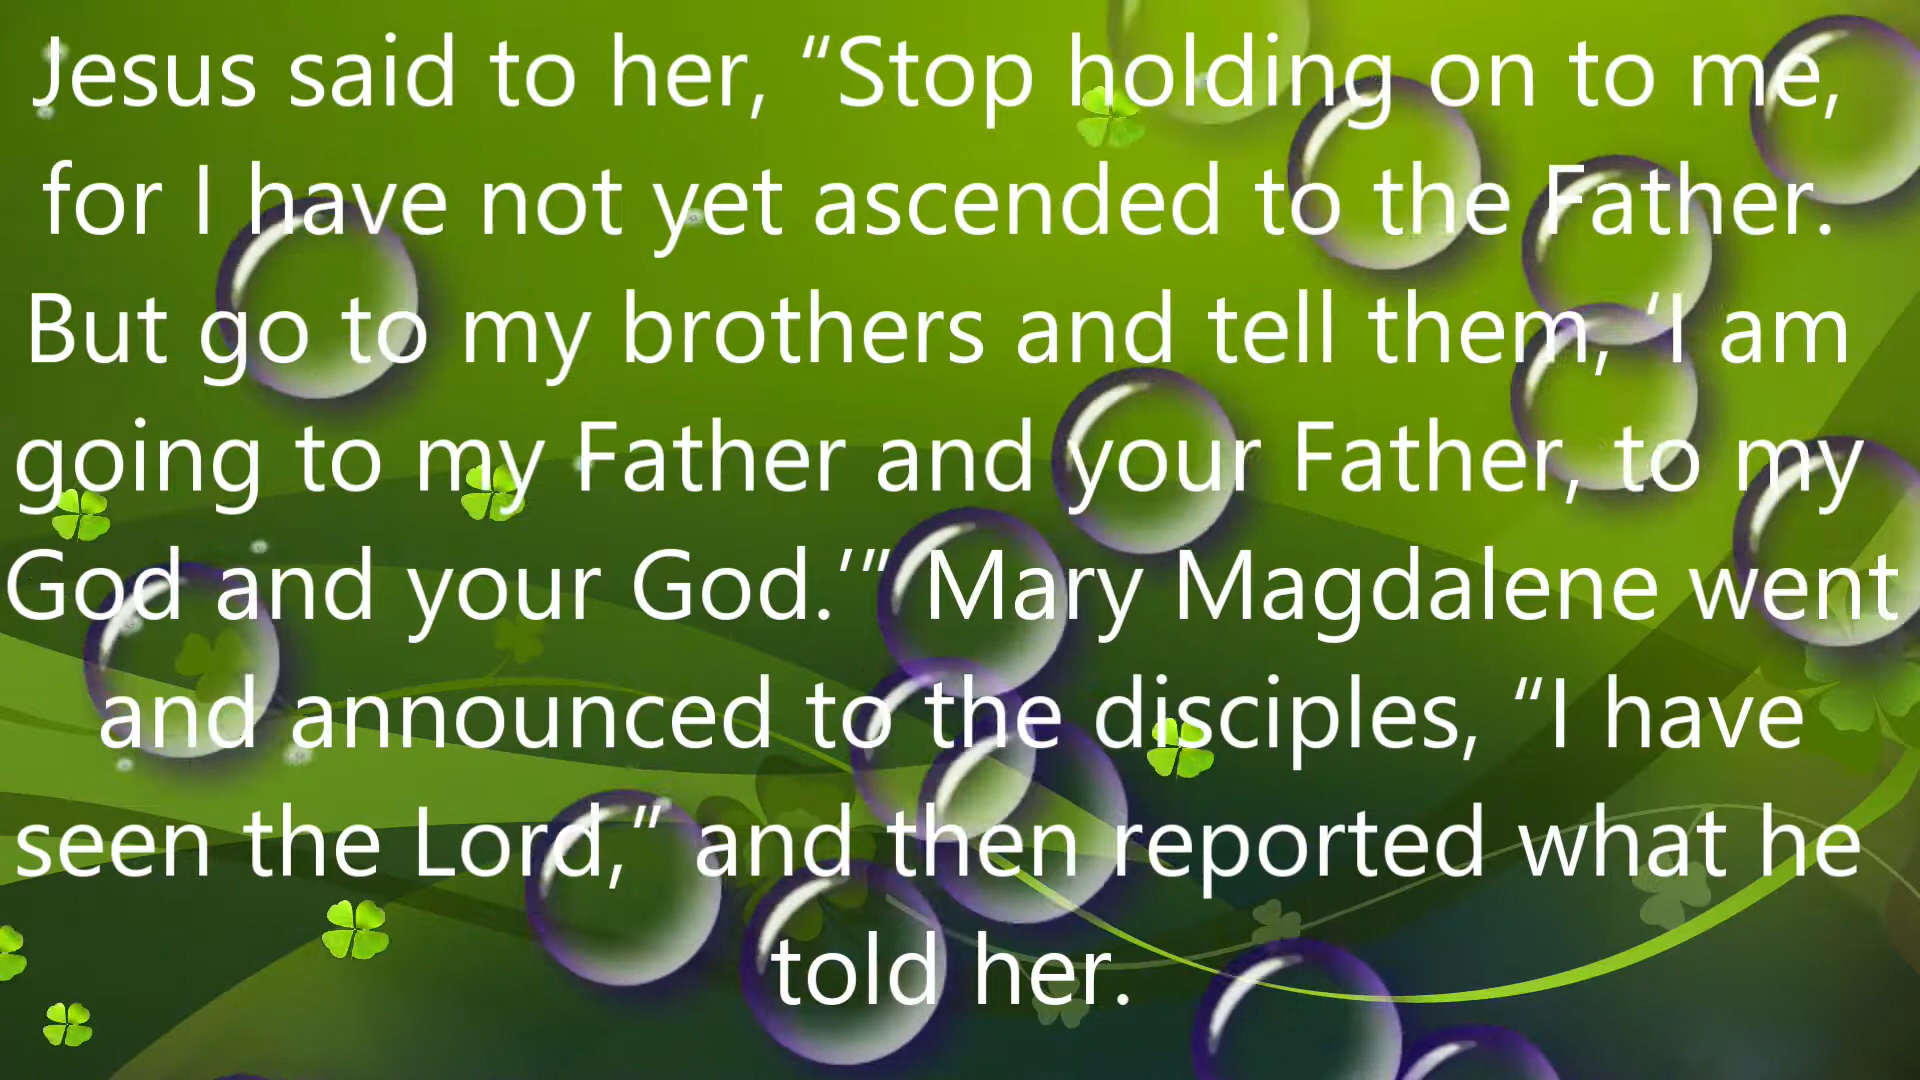 Jesus said to her, “Stop holding on to me,
for I have not yet ascended to the Father.
But go to my brothers and tell them, ‘I am
going to my Father and your Father, to my
God and your God.’” Mary Magdalene went
and announced to the disciples, “I have
seen the Lord,” and then reported what he
told her.